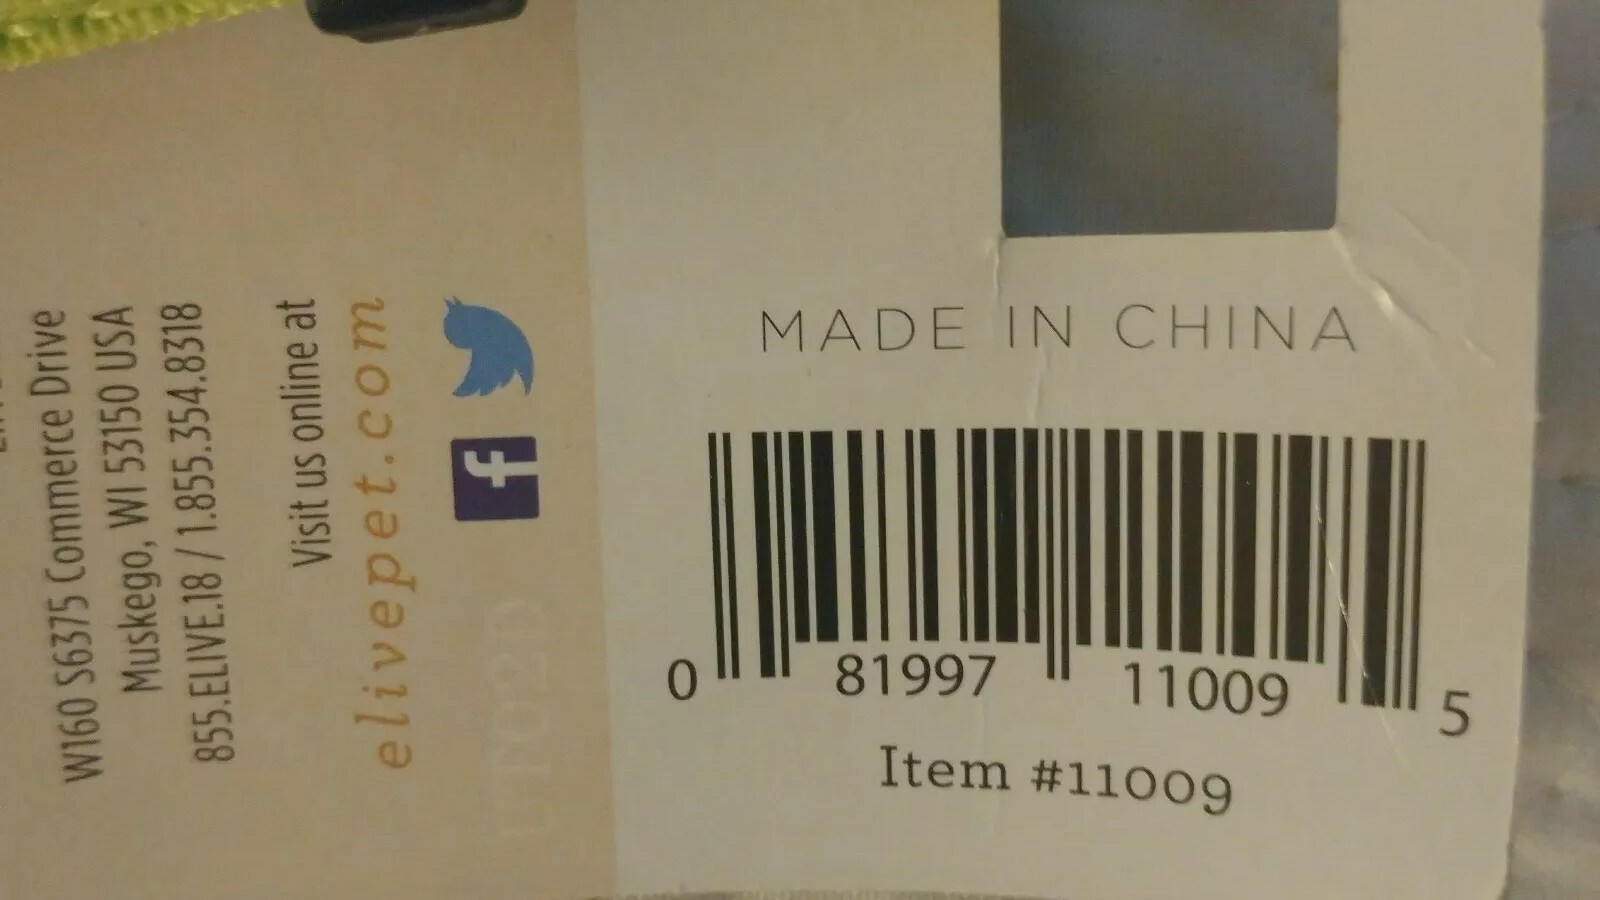 W160 S6375 Commerce Drive
Muskego, WI 53150 USA
855.ELIVE.18 / 1.855.354.8318
Visit us online at
elivepet.com
f
MADE IN CHINA
0 81997 11009 5
Item #11009